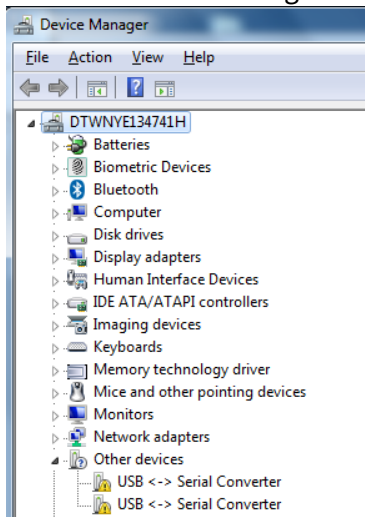 Device Manager
File Action View Help
DTWNYE134741H
Batteries
Biometric Devices
Bluetooth
Computer
Disk drives
Display adapters
Human Interface Devices
IDE ATA/ATAPI controllers
Imaging devices
Keyboards
Memory technology driver
Mice and other pointing devices
Monitors
Network adapters
Other devices
USB <-> Serial Converter
USB <-> Serial Converter